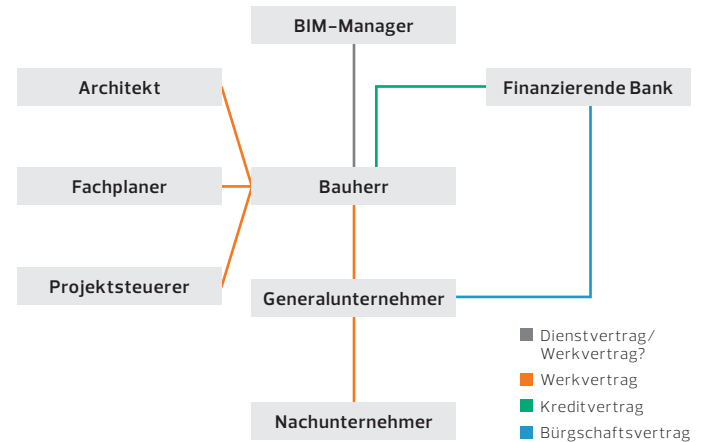 BIM-Manager
Architekt
Finanzierende Bank
Fachplaner
Bauherr
Projektsteuerer
Generalunternehmer
Dienstvertrag/
Werkvertrag?
Werkvertrag
Kreditvertrag
Nachunternehmer
Bürgschaftsvertrag